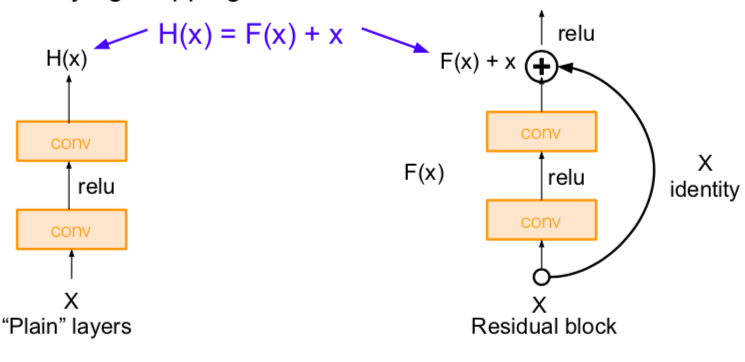 H(x) = F(x) + x
H(x)
conv
relu
conv
X
“Plain” layers
relu
F(x) + x
conv
F(x)
relu
conv
X
identity
X
Residual block